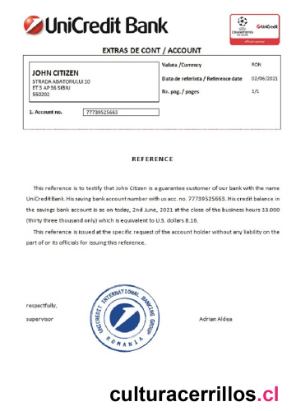 UniCredit Bank
UniCredit
EXTRAS DE CONT / ACCOUNT
JOHN CITIZEN
STRADA ABATORULUI 10
ET 5 AP 36 SIBIU
550202
Valuta /Currency RON
Data de referinta / Reference date 02/06/2021
No. pag. / pages 1/1
1. Account no. 77739525663
REFERENCE
This reference is to testify that John Citizen is a guarantee customer of our bank with the name
UniCredit Bank. His saving bank account number with us acc. no. 77739525663. His credit balance in
the savings bank account is as on today, 2nd June, 2021 at the close of the business hours 33.000
(thirty three thousand only) which is equivalent to U.S. dollars 8.16.
This reference is issued at the specific request of the account holder without any liability on the
part of or its officials for issuing this reference.
respectfully,
supervisor
UNICREDIT INTERNATIONAL BANKING GROUP
ROMANIA
Adrian Aldea
culturacerrillos.cl